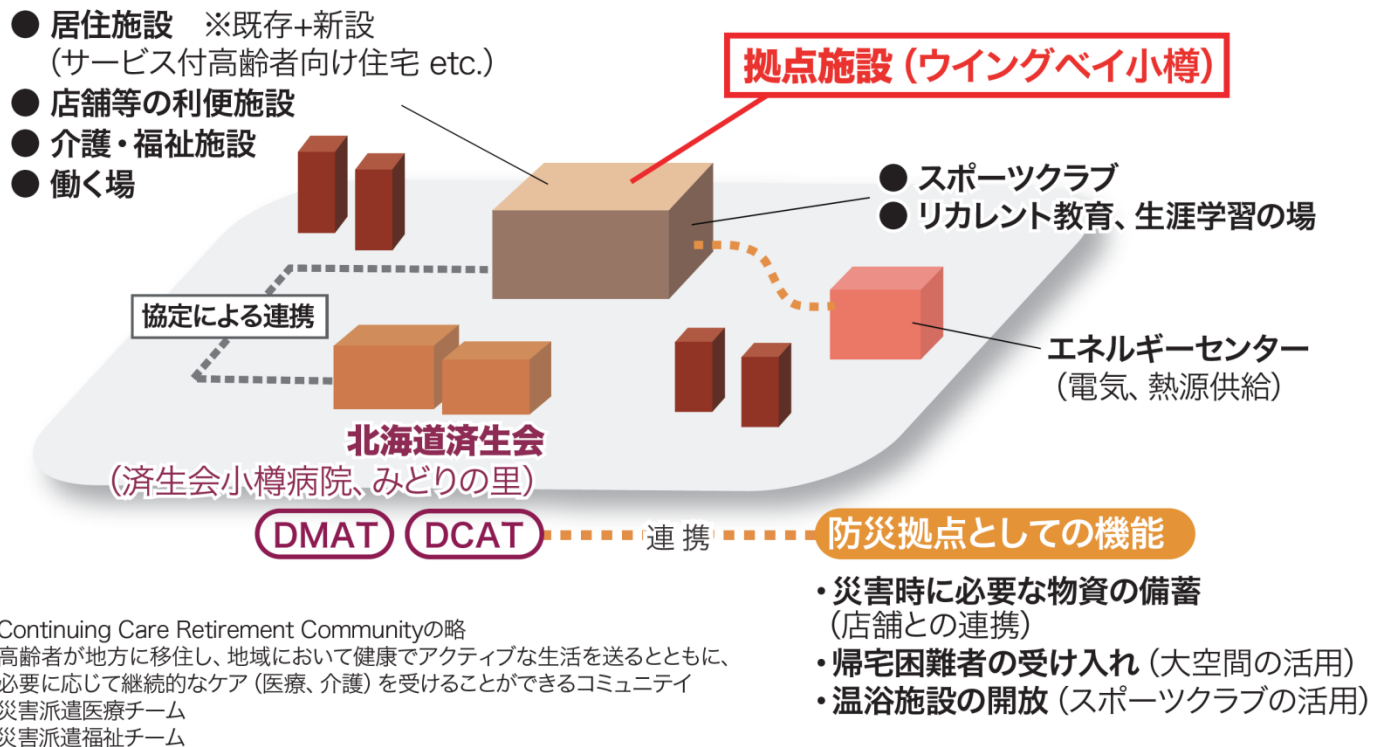 ● 居住施設　※既存+新設
(サービス付高齢者向け住宅 etc.)
● 店舗等の利便施設
● 介護・福祉施設
● 働く場
拠点施設（ウイングベイ小樽）
● スポーツクラブ
● リカレント教育、生涯学習の場
協定による連携
エネルギーセンター
（電気、熱源供給）
北海道済生会
（済生会小樽病院、みどりの里）
DMAT DCAT 連携 防災拠点としての機能
・災害時に必要な物資の備蓄
（店舗との連携）
・帰宅困難者の受け入れ（大空間の活用）
・温浴施設の開放（スポーツクラブの活用）
Continuing Care Retirement Communityの略
高齢者が地方に移住し、地域において健康でアクティブな生活を送るとともに、
必要に応じて継続的なケア（医療、介護）を受けることができるコミュニテイ
災害派遣医療チーム
災害派遣福祉チーム